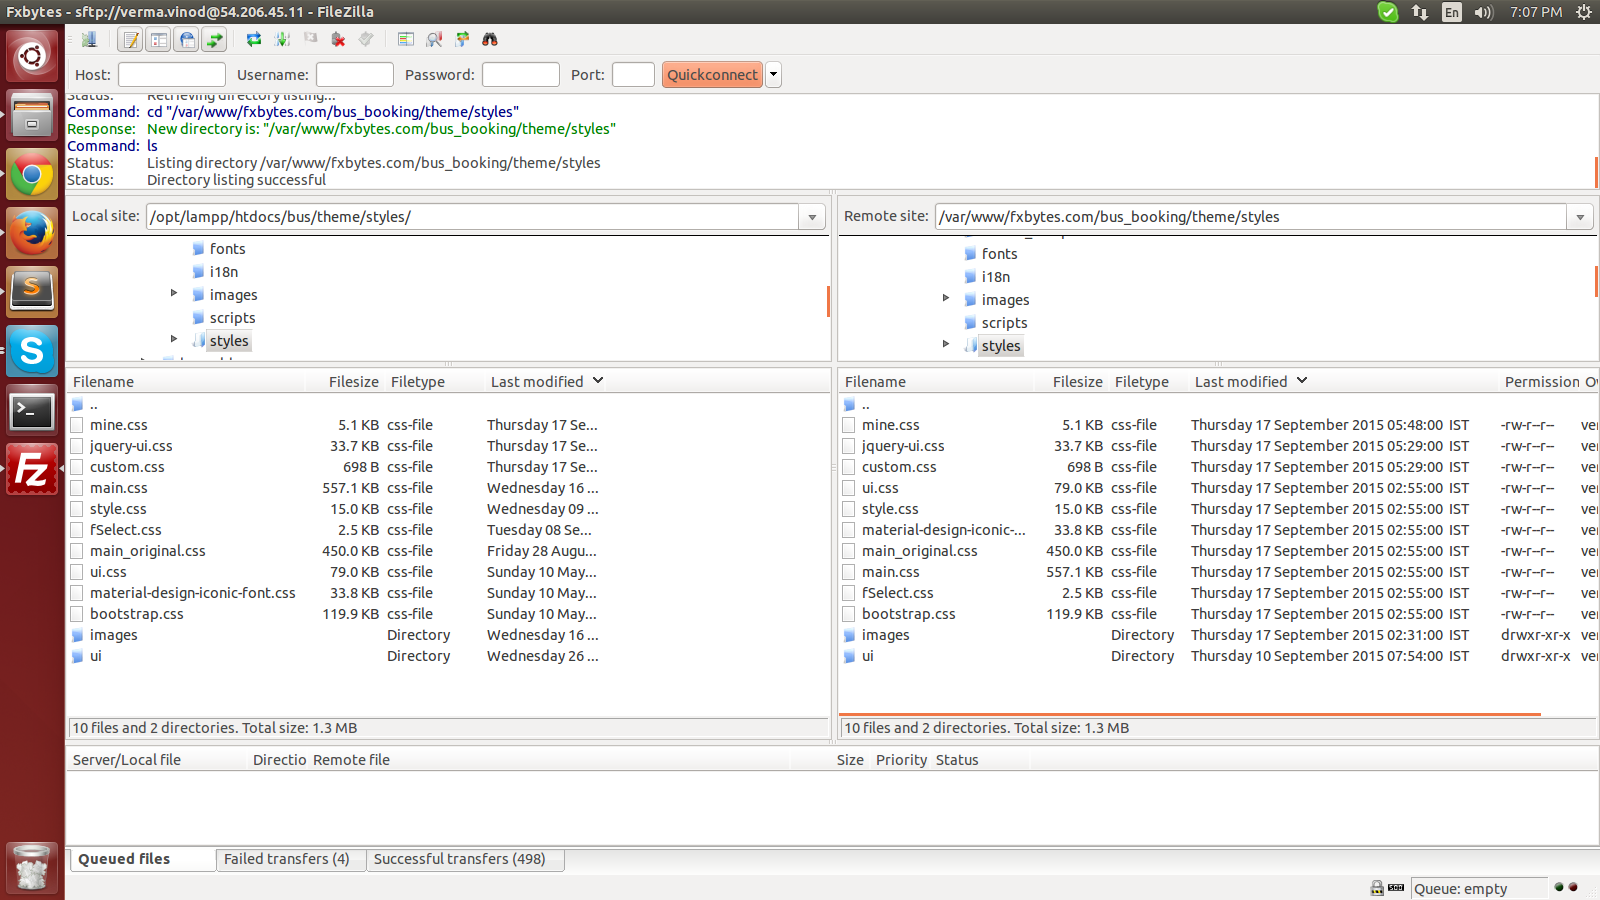 Fxbytes - sftp://verma.vinod@54.206.45.11 - FileZilla
En
7:07 PM
Host:
Username:
Password:
Port:
Quickconnect
Status: Retrieving directory listing...
Command: cd "/var/www/fxbytes.com/bus_booking/theme/styles"
Response: New directory is: "/var/www/fxbytes.com/bus_booking/theme/styles"
Command: ls
Status: Listing directory /var/www/fxbytes.com/bus_booking/theme/styles
Status: Directory listing successful
Local site: /opt/lampp/htdocs/bus/theme/styles/
fonts
i18n
images
scripts
styles
Filename Filesize Filetype Last modified
..
mine.css 5.1 KB css-file Thursday 17 Se...
jquery-ui.css 33.7 KB css-file Thursday 17 Se...
custom.css 698 B css-file Thursday 17 Se...
main.css 557.1 KB css-file Wednesday 16 ...
style.css 15.0 KB css-file Wednesday 09 ...
fSelect.css 2.5 KB css-file Tuesday 08 Se...
main_original.css 450.0 KB css-file Friday 28 Augu...
ui.css 79.0 KB css-file Sunday 10 May...
material-design-iconic-font.css 33.8 KB css-file Sunday 10 May...
bootstrap.css 119.9 KB css-file Sunday 10 May...
images Directory Wednesday 16 ...
ui Directory Wednesday 26 ...
10 files and 2 directories. Total size: 1.3 MB
Remote site: /var/www/fxbytes.com/bus_booking/theme/styles
fonts
i18n
images
scripts
styles
Filename Filesize Filetype Last modified Permission Ow
..
mine.css 5.1 KB css-file Thursday 17 September 2015 05:48:00 IST -rw-r--r-- ver
jquery-ui.css 33.7 KB css-file Thursday 17 September 2015 05:29:00 IST -rw-r--r-- ver
custom.css 698 B css-file Thursday 17 September 2015 05:29:00 IST -rw-r--r-- ver
ui.css 79.0 KB css-file Thursday 17 September 2015 02:55:00 IST -rw-r--r-- ver
style.css 15.0 KB css-file Thursday 17 September 2015 02:55:00 IST -rw-r--r-- ver
material-design-iconic-... 33.8 KB css-file Thursday 17 September 2015 02:55:00 IST -rw-r--r-- ver
main_original.css 450.0 KB css-file Thursday 17 September 2015 02:55:00 IST -rw-r--r-- ver
main.css 557.1 KB css-file Thursday 17 September 2015 02:55:00 IST -rw-r--r-- ver
fSelect.css 2.5 KB css-file Thursday 17 September 2015 02:55:00 IST -rw-r--r-- ver
bootstrap.css 119.9 KB css-file Thursday 17 September 2015 02:55:00 IST -rw-r--r-- ver
images Directory Thursday 17 September 2015 02:31:00 IST drwxr-xr-x ver
ui Directory Thursday 10 September 2015 07:54:00 IST drwxr-xr-x ver
10 files and 2 directories. Total size: 1.3 MB
Server/Local file Directio Remote file Size Priority Status
Queued files
Failed transfers (4)
Successful transfers (498)
Queue: empty